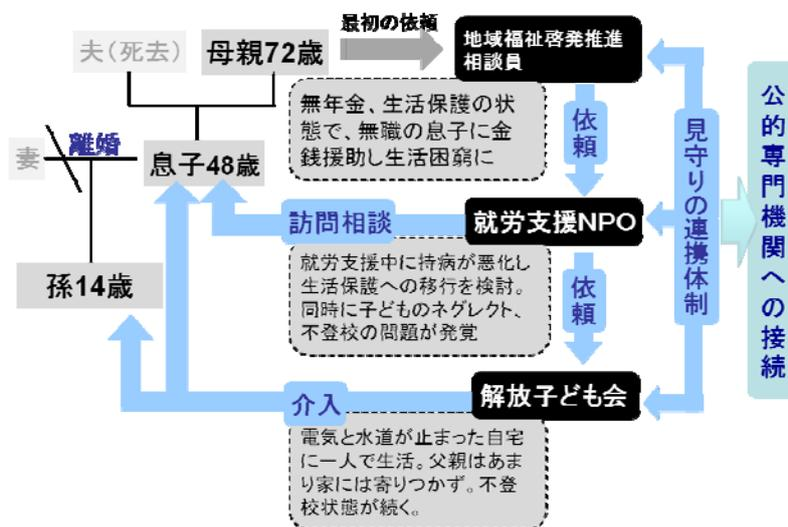 最初の依頼
夫(死去)
母親72歳
地域福祉啓発推進
相談員
無年金、生活保護の状
態で、無職の息子に金
銭援助し生活困窮に
依頼
妻
離婚
息子48歳
訪問相談
就労支援NPO
見守りの連携体制
公的専門機関への接続
就労支援中に持病が悪化し
生活保護への移行を検討。
同時に子どものネグレクト、
不登校の問題が発覚
依頼
孫14歳
介入
解放子ども会
電気と水道が止まった自宅
に一人で生活。父親はあま
り家には寄りつかず。不登
校状態が続く。